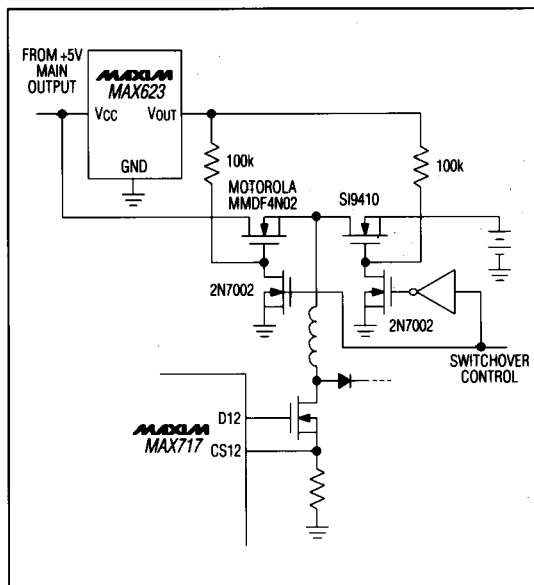 FROM +5V
MAIN
OUTPUT
MAXIM
MAX623
VCC
VOUT
GND
100k
100k
MOTOROLA
MMDF4N02
SI9410
2N7002
2N7002
SWITCHOVER
CONTROL
D12
MAXIM
MAX717
CS12